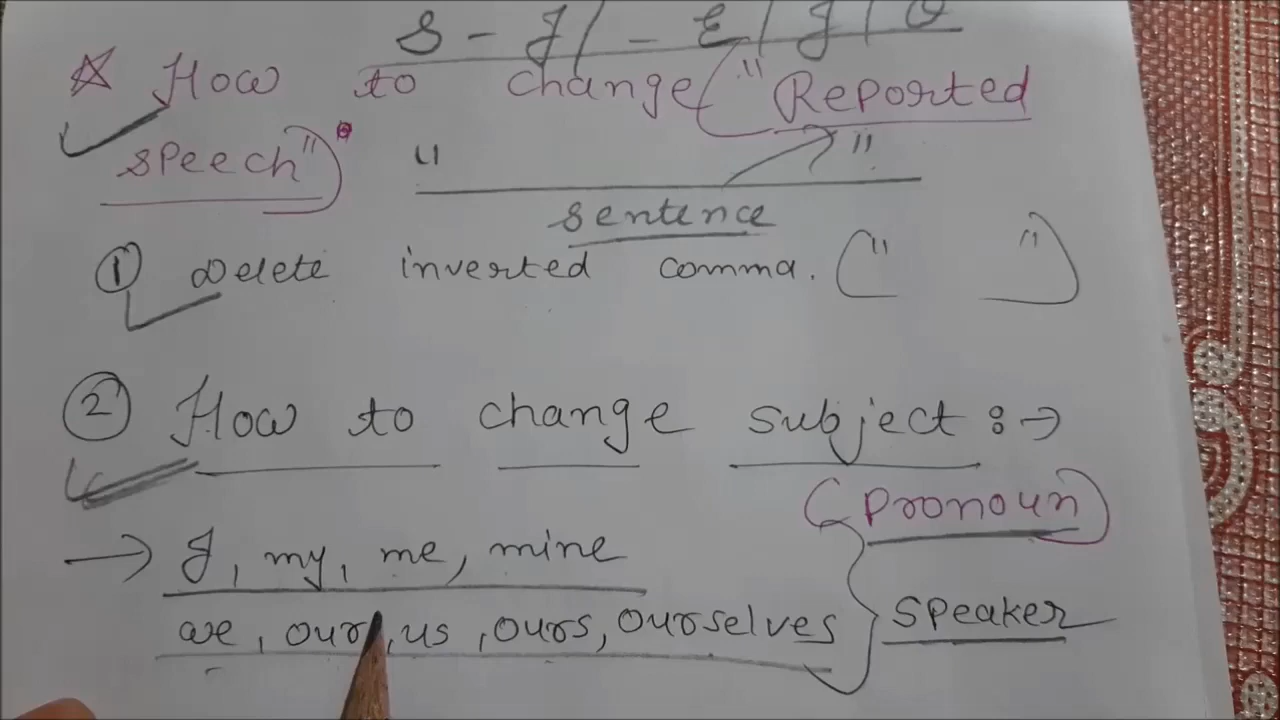 ☆ How to change ("Reported
speech")
" "
sentence
① Delete inverted comma. (" ")
② How to change subject :→
(Pronoun)
→ I, my, me, mine
we, our, us, ours, ourselves } speaker